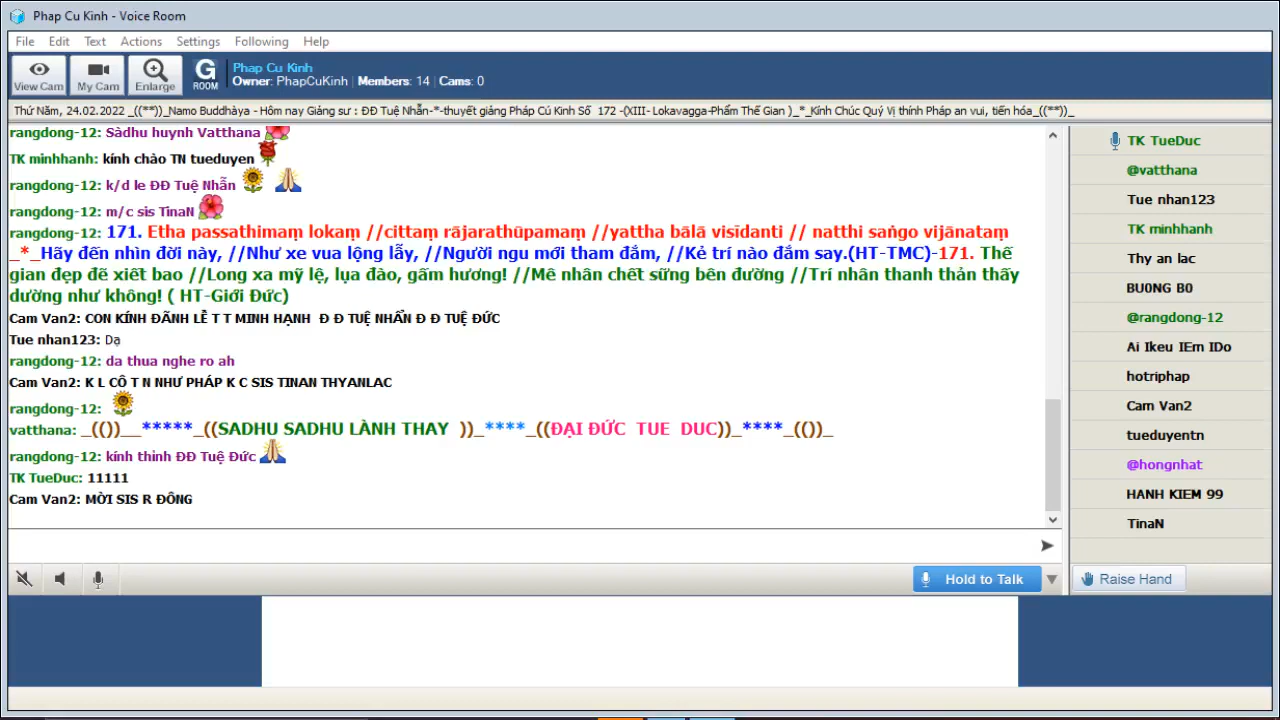 Phap Cu Kinh - Voice Room
File Edit Text Actions Settings Following Help
View Cam My Cam Enlarge G ROOM
Phap Cu Kinh
Owner: PhapCuKinh | Members: 14 | Cams: 0
Thứ Năm, 24.02.2022 _((**))_Namo Buddhàya - Hôm nay Giảng sư : ĐĐ Tuệ Nhẫn-*-thuyết giảng Pháp Cú Kinh Số 172 -(XIII- Lokavagga-Phẩm Thế Gian )_*_Kính Chúc Quý Vị thính Pháp an vui, tiến hóa_((**))_
rangdong-12: Sàdhu huynh Vatthana
TK minhhanh: kính chào TN tueduyen
rangdong-12: k/d le ĐĐ Tuệ Nhẫn
rangdong-12: m/c sis TinaN
rangdong-12: 171. Etha passathimaṃ lokaṃ //cittaṃ rājarathūpamaṃ //yattha bālā visīdanti // natthi saṅgo vijānataṃ
_*_Hãy đến nhìn đời này, //Như xe vua lộng lẫy, //Người ngu mới tham đắm, //Kẻ trí nào đắm say.(HT-TMC)-171. Thế
gian đẹp đẽ xiết bao //Long xa mỹ lệ, lụa đào, gấm hương! //Mê nhân chết sững bên đường //Trí nhân thanh thản thấy
dường như không! ( HT-Giới Đức)
Cam Van2: CON KÍNH ĐÃNH LỄ T T MINH HẠNH Đ Đ TUỆ NHẨN Đ Đ TUỆ ĐỨC
Tue nhan123: Dạ
rangdong-12: da thua nghe ro ah
Cam Van2: K L CÔ T N NHƯ PHÁP K C SIS TINAN THYANLAC
rangdong-12:
vatthana: _(())__*****_((SADHU SADHU LÀNH THAY ))_****_((ĐẠI ĐỨC TUE DUC))_****_(())_
rangdong-12: kính thinh ĐĐ Tuệ Đức
TK TueDuc: 11111
Cam Van2: MỜI SIS R ĐÔNG
Hold to Talk
TK TueDuc
@vatthana
Tue nhan123
TK minhhanh
Thy an lac
BU0NG B0
@rangdong-12
Ai Ikeu IEm IDo
hotriphap
Cam Van2
tueduyentn
@hongnhat
HANH KIEM 99
TinaN
Raise Hand